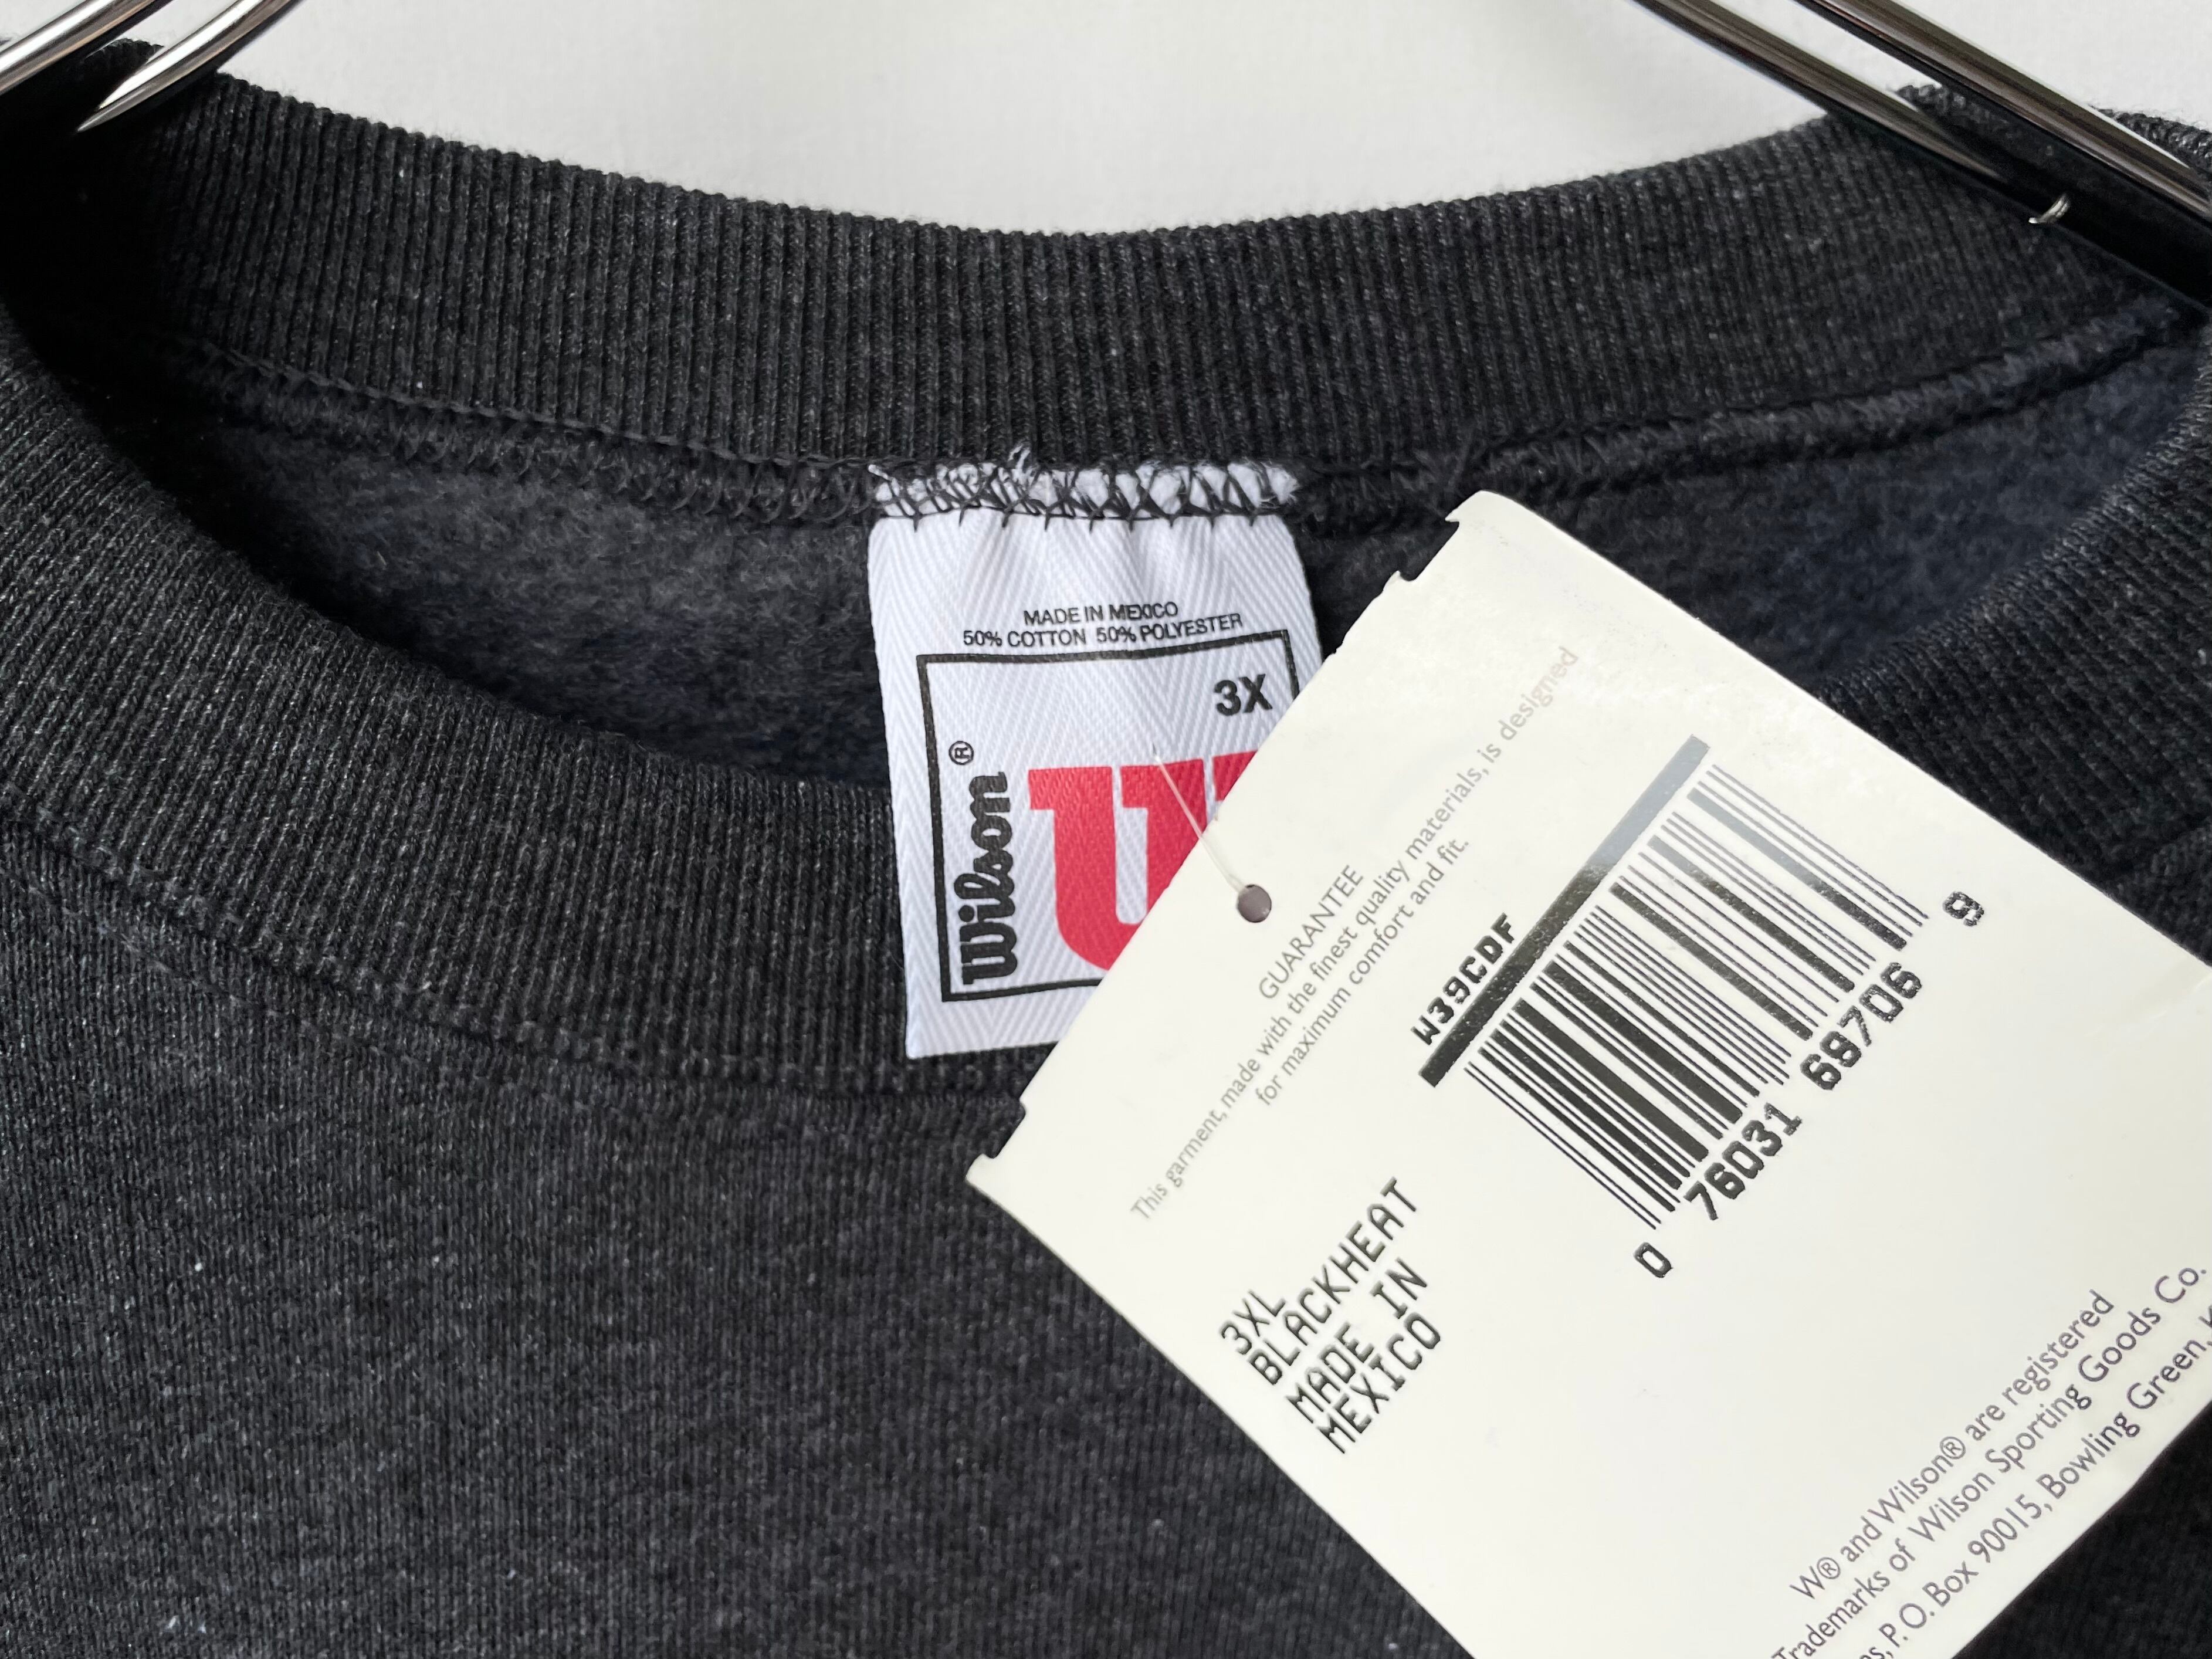 MADE IN MEXICO
50% COTTON 50% POLYESTER
3X
Wilson®
GUARANTEE
This garment, made with the finest quality materials, is designed
for maximum comfort and fit.
W39CDF
0 76031 68706 9
3XL
BLACKHEAT
MADE IN
MEXICO
W® and Wilson® are registered
Trademarks of Wilson Sporting Goods Co.
P.O. Box 90015, Bowling Green,